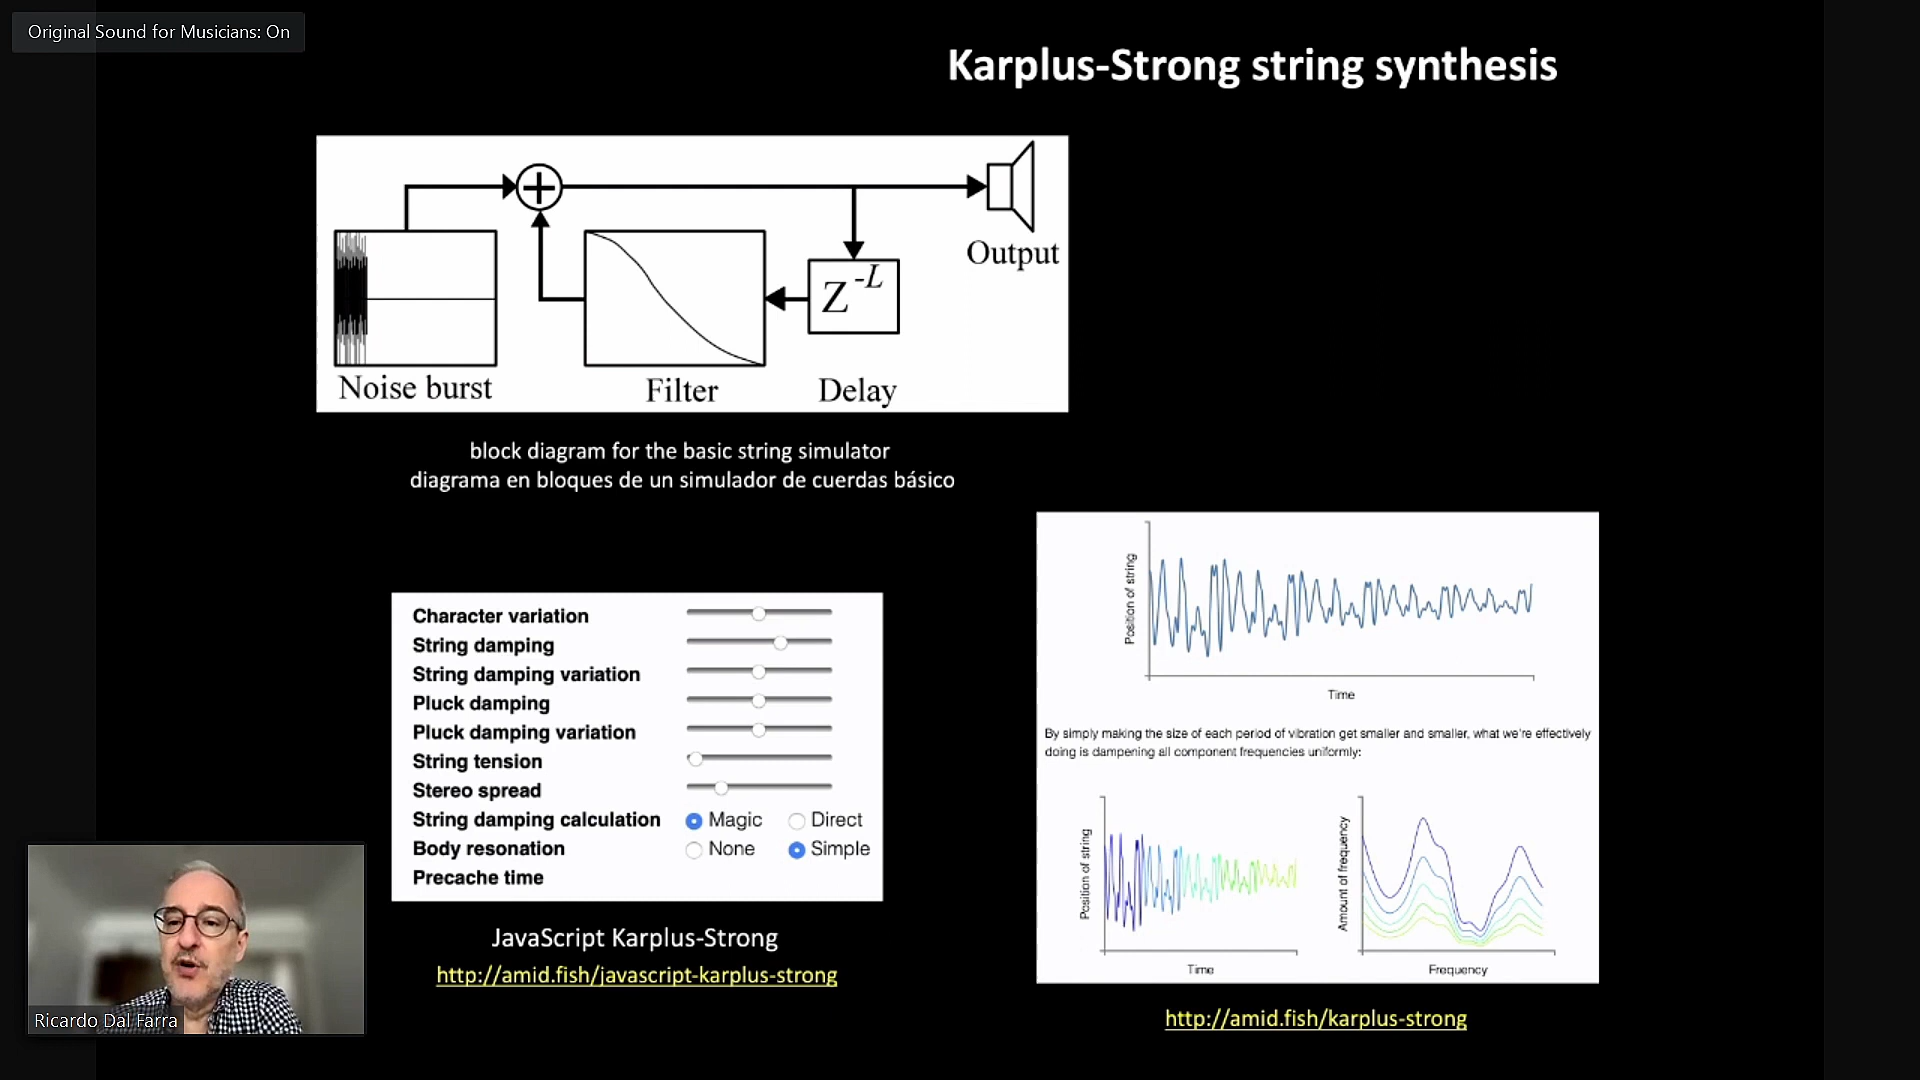 Original Sound for Musicians: On
Karplus-Strong string synthesis
Output
Z-L
Noise burst
Filter
Delay
block diagram for the basic string simulator
diagrama en bloques de un simulador de cuerdas básico
Character variation
String damping
String damping variation
Pluck damping
Pluck damping variation
String tension
Stereo spread
String damping calculation Magic Direct
Body resonation None Simple
Precache time
JavaScript Karplus-Strong
http://amid.fish/javascript-karplus-strong
Position of string
Time
By simply making the size of each period of vibration get smaller and smaller, what we're effectively
doing is dampening all component frequencies uniformly:
Position of string
Time
Amount of frequency
Frequency
http://amid.fish/karplus-strong
Ricardo Dal Farra